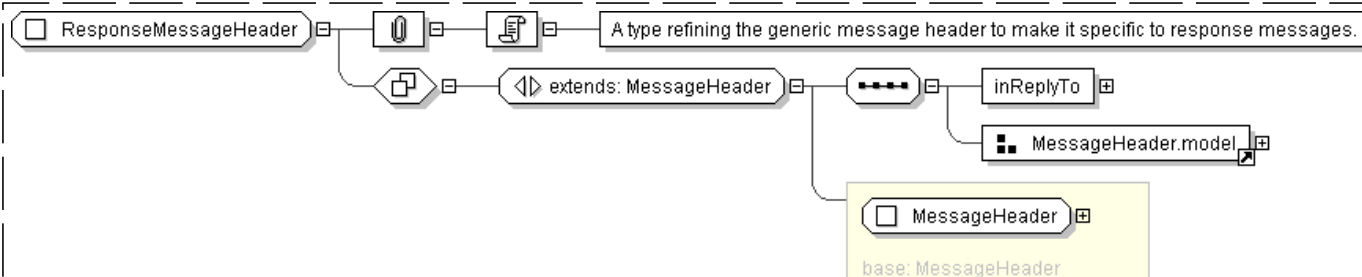 ResponseMessageHeader
A type refining the generic message header to make it specific to response messages.
extends: MessageHeader
inReplyTo
MessageHeader.model
MessageHeader
base: MessageHeader